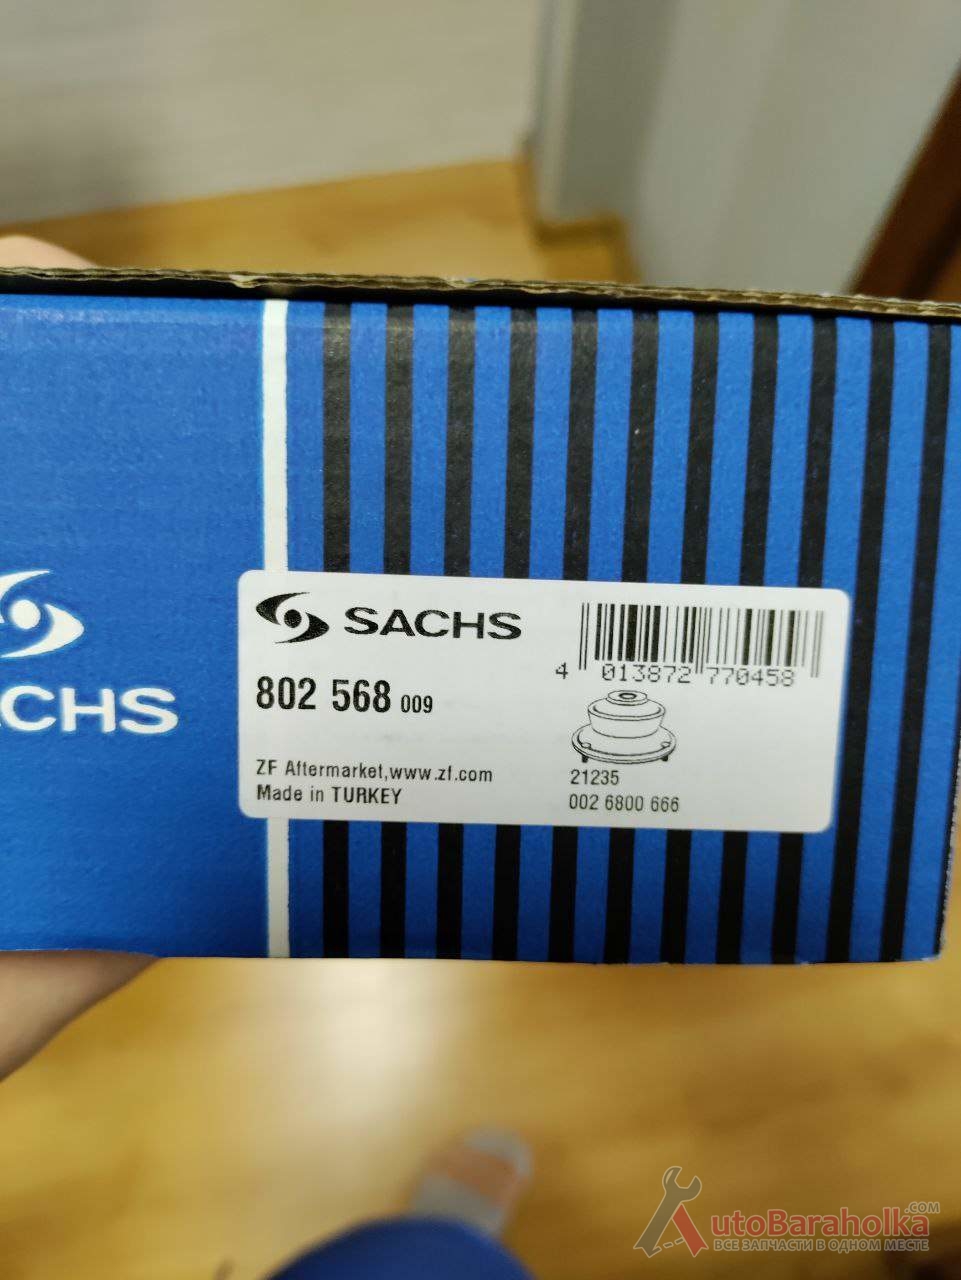 SACHS
802 568 009
ZF Aftermarket,www.zf.com
Made in TURKEY
4 013872 770458
21235
002 6800 666
ACHS
AutoBaraholka.COM
ВСЕ ЗАПЧАСТИ В ОДНОМ МЕСТЕ